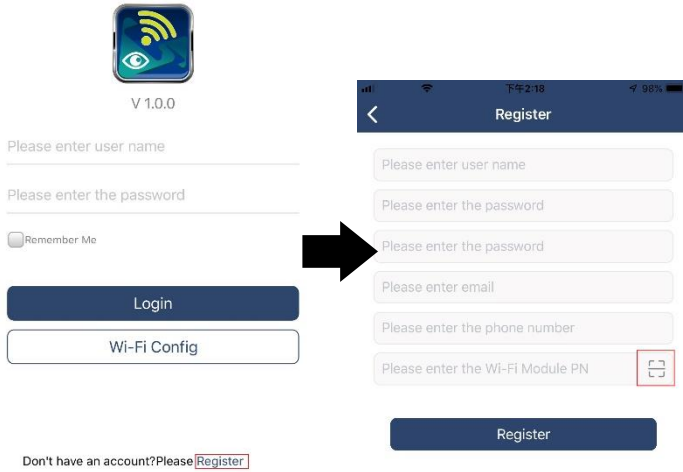 V 1.0.0
Please enter user name
Please enter the password
Remember Me
Login
Wi-Fi Config
Don't have an account?Please Register
下午2:18
98%
Register
Please enter user name
Please enter the password
Please enter the password
Please enter email
Please enter the phone number
Please enter the Wi-Fi Module PN
Register